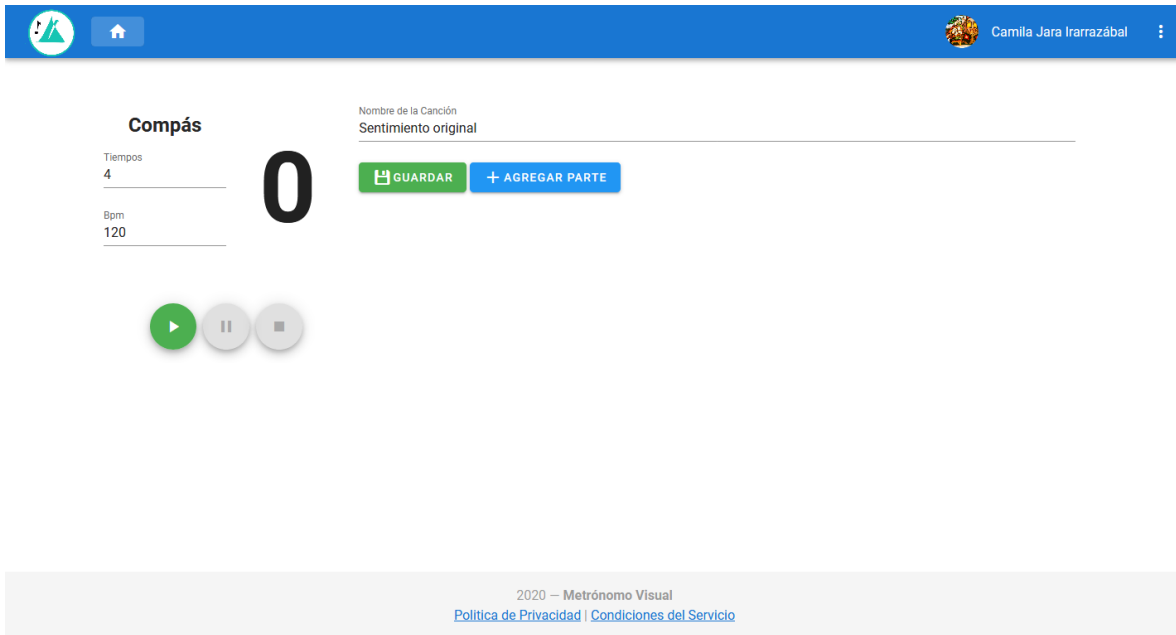 Camila Jara Irarrazábal
Compás
Tiempos
4
Bpm
120
0
Nombre de la Canción
Sentimiento original
GUARDAR
AGREGAR PARTE
2020 — Metrónomo Visual
Politica de Privacidad | Condiciones del Servicio